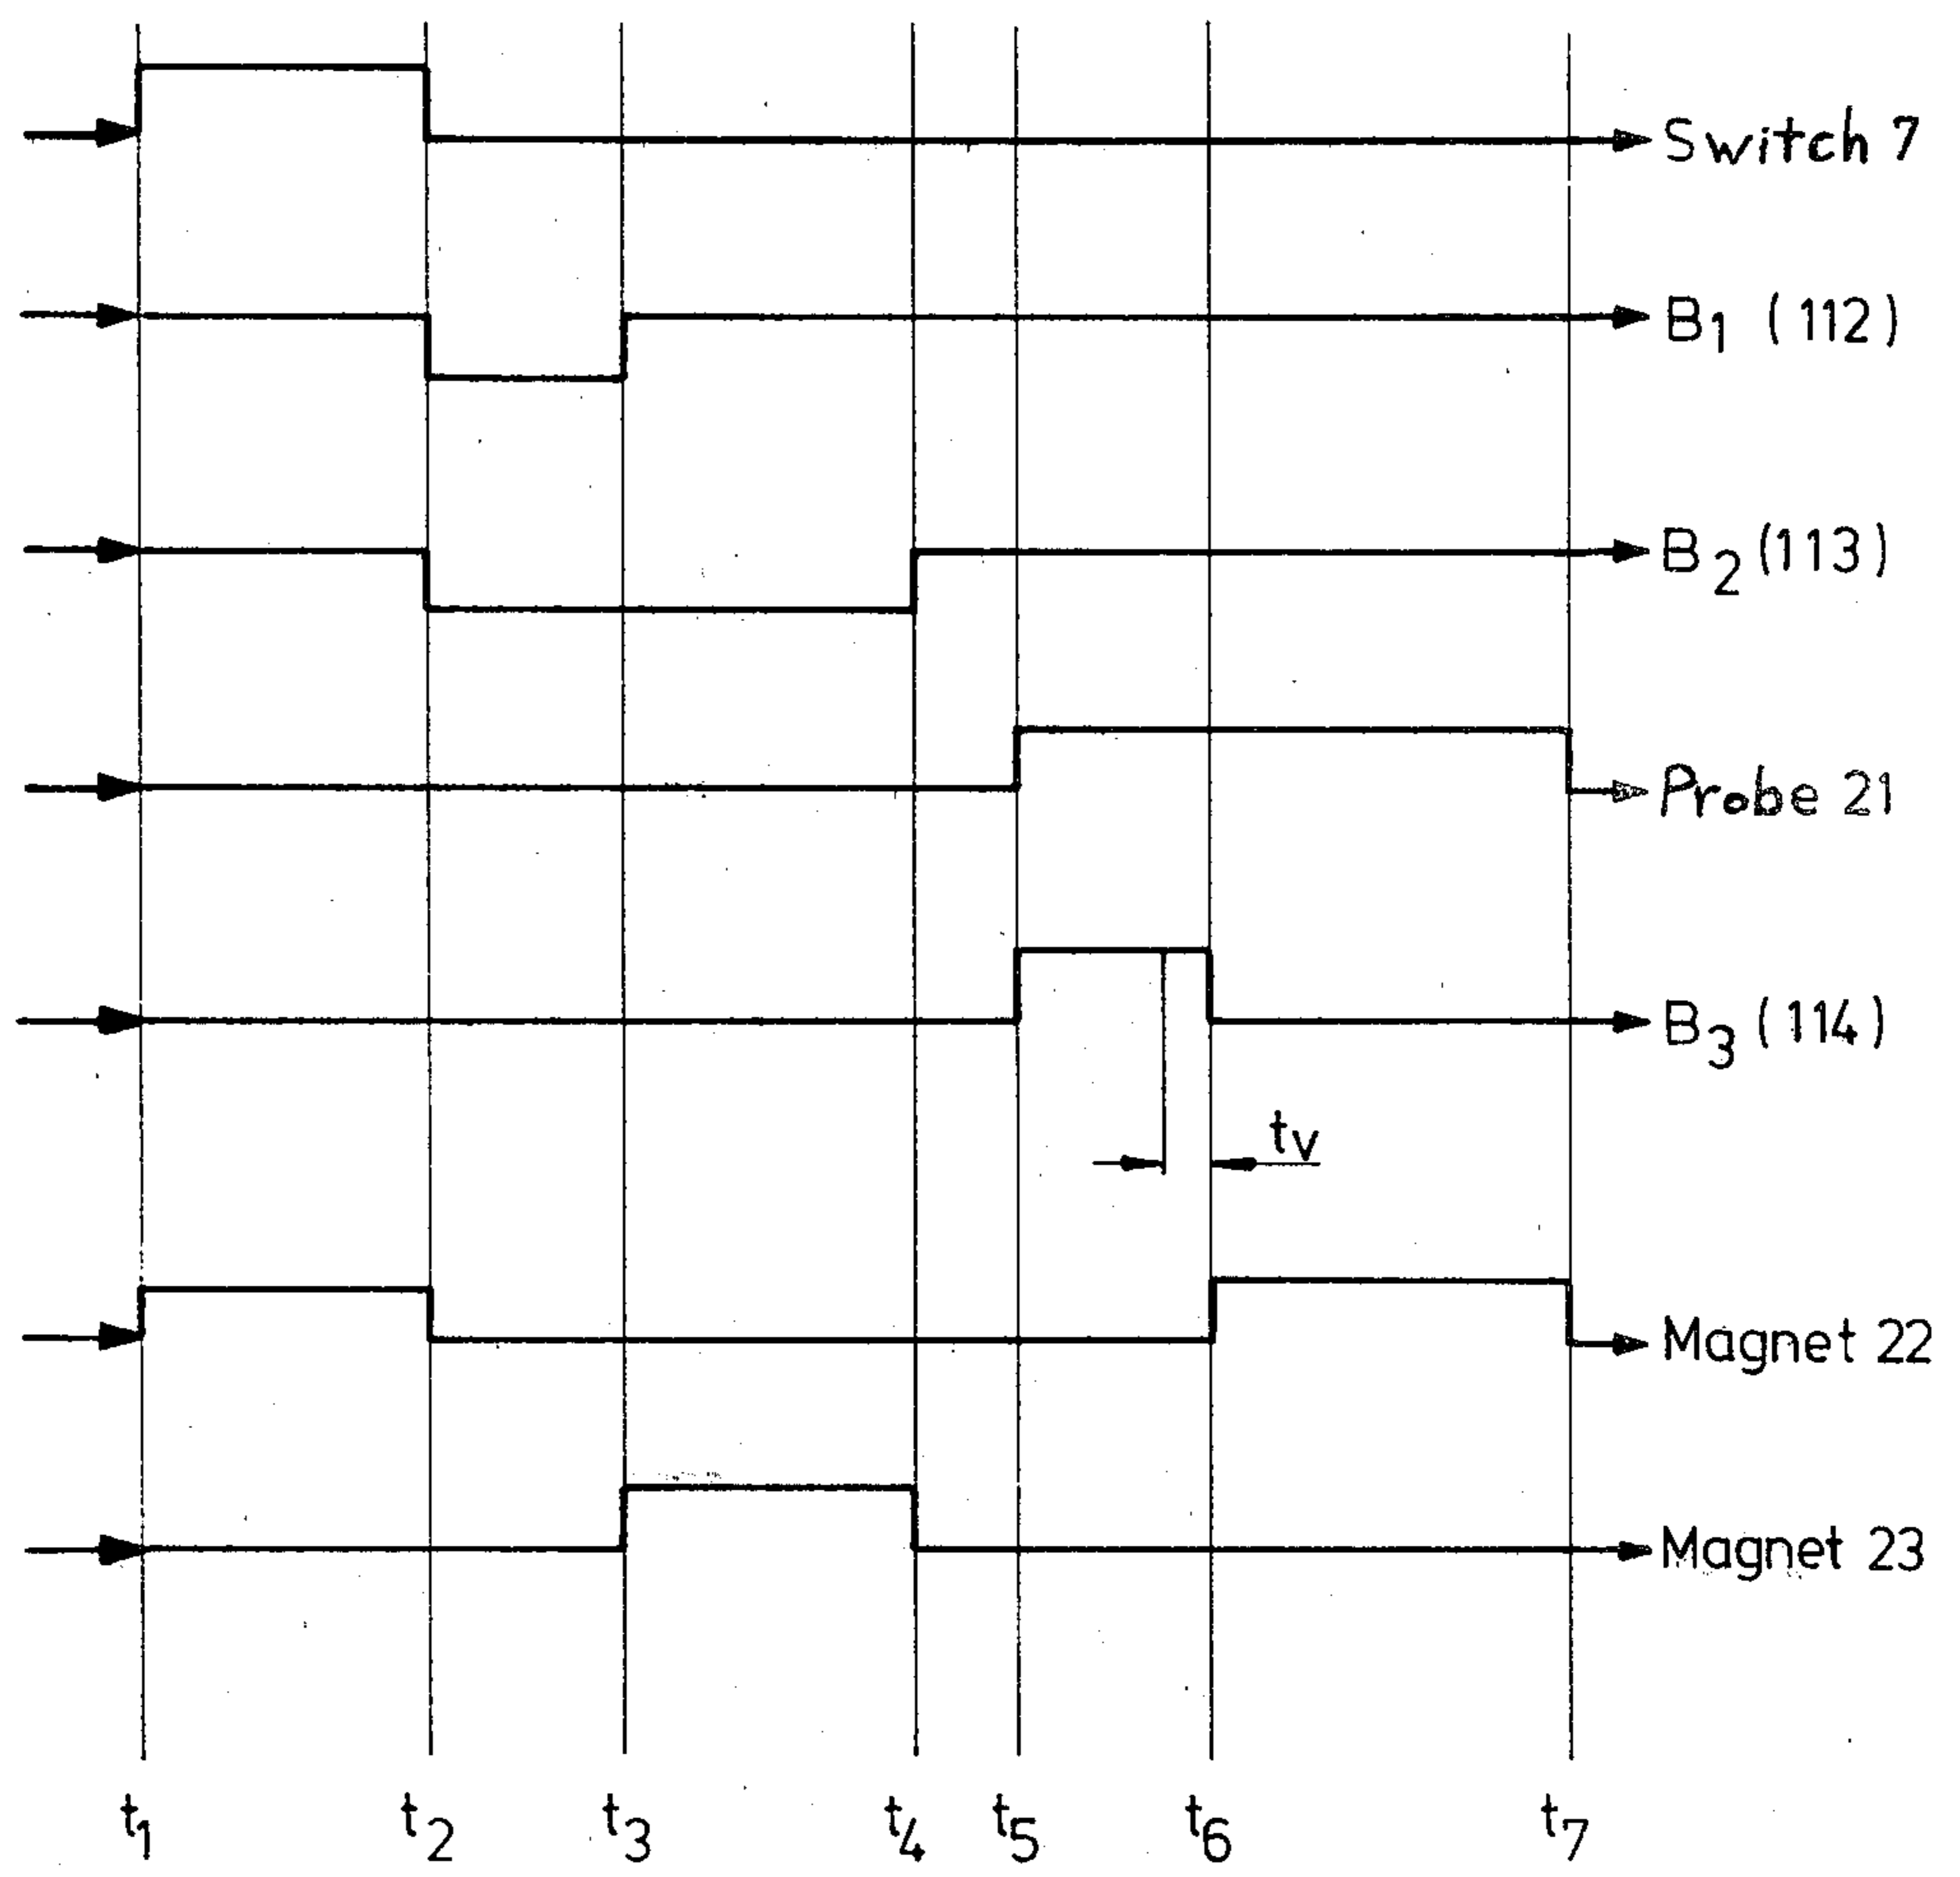 Switch 7
B1 (112)
B2 (113)
Probe 21
B3 (114)
tv
Magnet 22
Magnet 23
t1 t2 t3 t4 t5 t6 t7